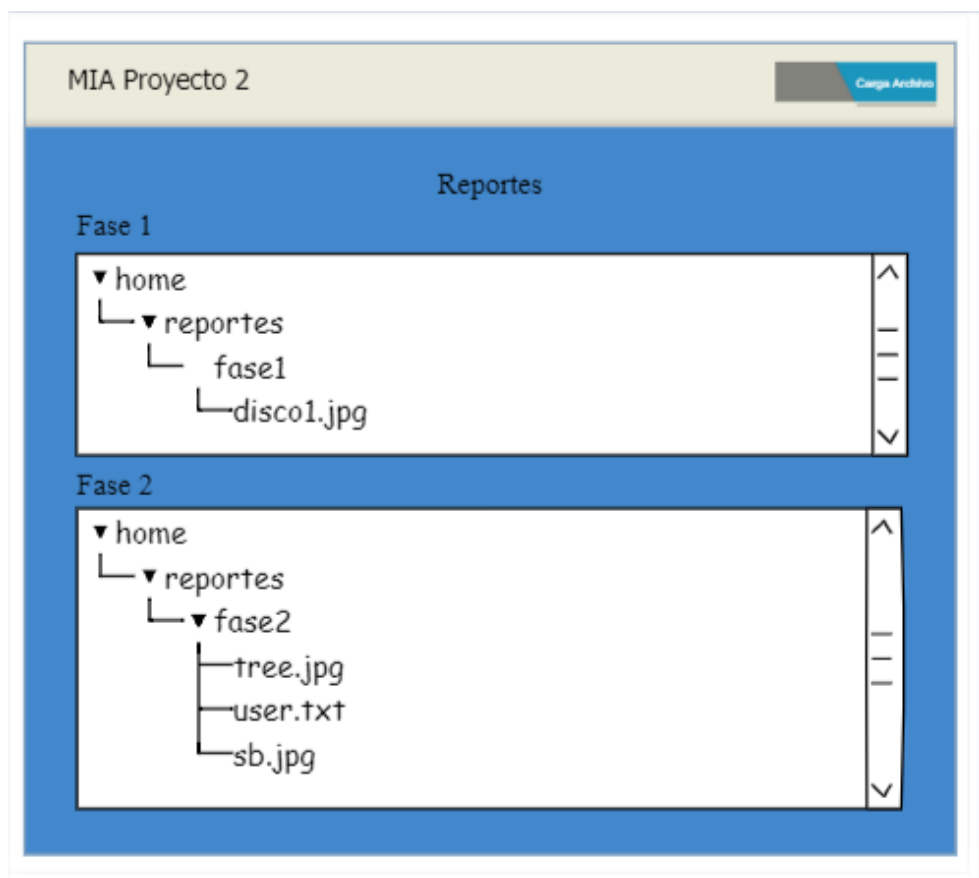 MIA Proyecto 2
Carga Archivo
Reportes
Fase 1
home
reportes
fase1
disco1.jpg
Fase 2
home
reportes
fase2
tree.jpg
user.txt
sb.jpg